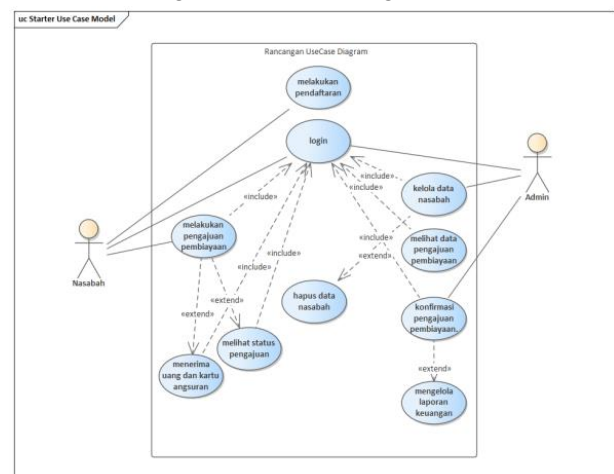 uc Starter Use Case Model
Rancangan UseCase Diagram
melakukan
pendaftaran
login
«include»
«include»
kelola data
nasabah
Admin
«include»
melakukan
pengajuan
pembiayaan
«include»
«include»
«include»
«extend»
melihat data
pengajuan
pembiayaan
Nasabah
«extend»
«extend»
hapus data
nasabah
konfirmasi
pengajuan
pembiayaan.
melihat status
pengajuan
menerima
uang dan kartu
angsuran
«extend»
mengelola
laporan
keuangan